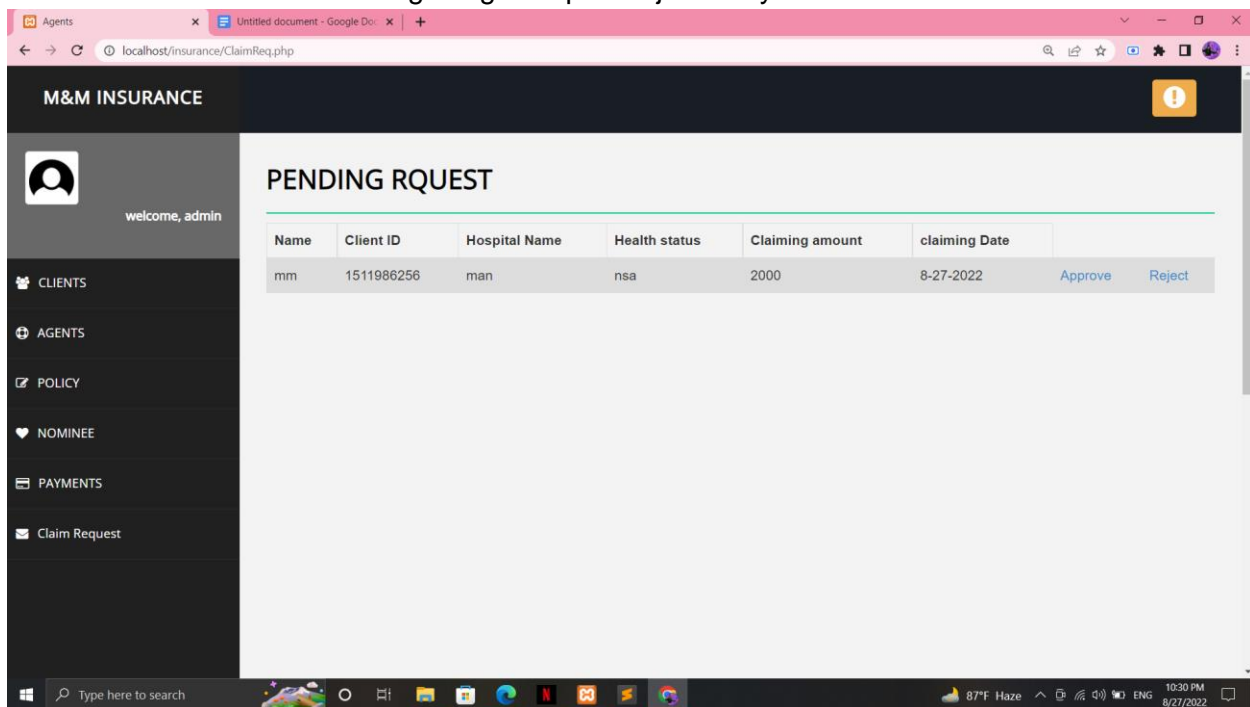 Agents
Untitled document - Google Doc
localhost/insurance/ClaimReq.php
M&M INSURANCE
welcome, admin
PENDING RQUEST
Name Client ID Hospital Name Health status Claiming amount claiming Date
mm 1511986256 man nsa 2000 8-27-2022 Approve Reject
CLIENTS
AGENTS
POLICY
NOMINEE
PAYMENTS
Claim Request
Type here to search
87°F Haze
ENG
10:30 PM
8/27/2022